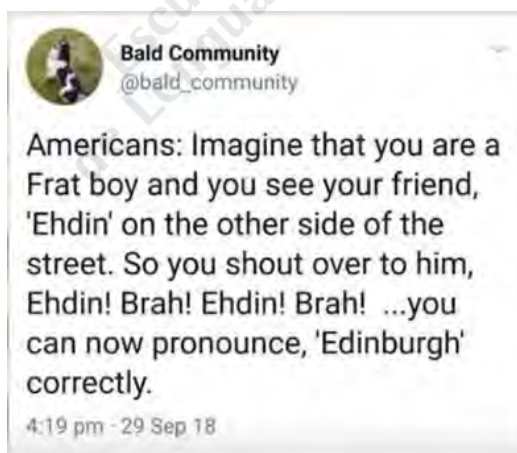 Bald Community
@bald_community
Americans: Imagine that you are a
Frat boy and you see your friend,
'Ehdin' on the other side of the
street. So you shout over to him,
Ehdin! Brah! Ehdin! Brah!  ...you
can now pronounce, 'Edinburgh'
correctly.
4:19 pm - 29 Sep 18